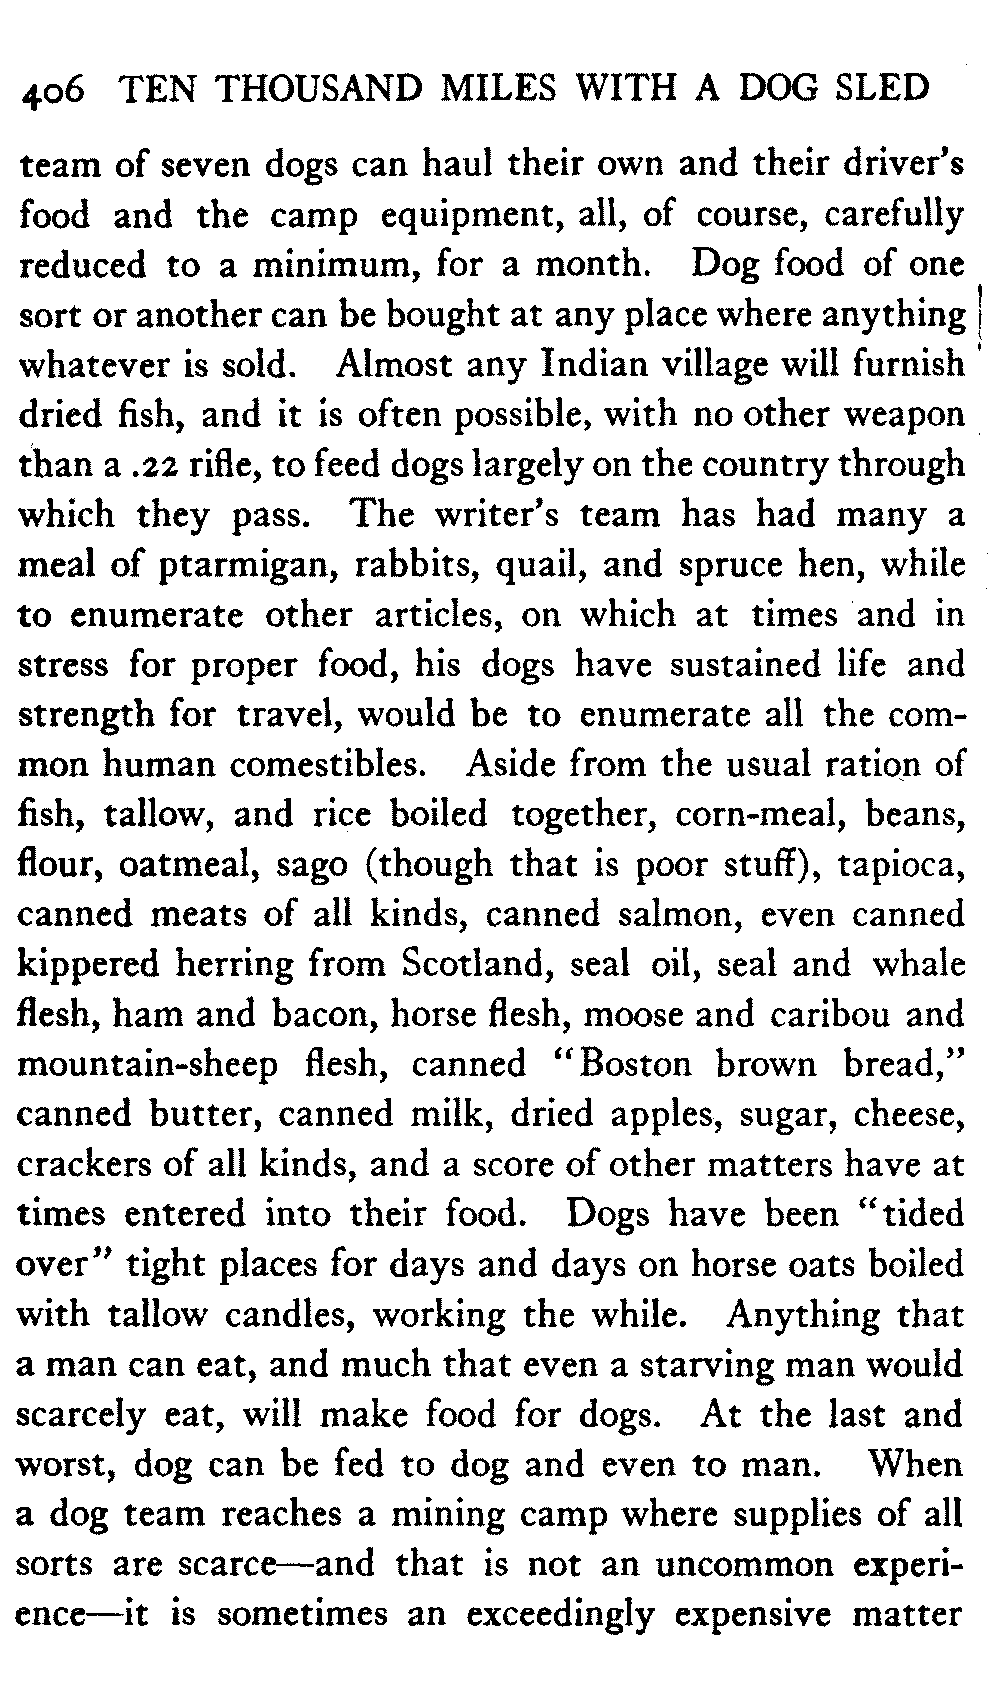 406 TEN THOUSAND MILES WITH A DOG SLED
team of seven dogs can haul their own and their driver's
food and the camp equipment, all, of course, carefully
reduced to a minimum, for a month. Dog food of one
sort or another can be bought at any place where anything
whatever is sold. Almost any Indian village will furnish
dried fish, and it is often possible, with no other weapon
than a .22 rifle, to feed dogs largely on the country through
which they pass. The writer's team has had many a
meal of ptarmigan, rabbits, quail, and spruce hen, while
to enumerate other articles, on which at times and in
stress for proper food, his dogs have sustained life and
strength for travel, would be to enumerate all the com-
mon human comestibles. Aside from the usual ration of
fish, tallow, and rice boiled together, corn-meal, beans,
flour, oatmeal, sago (though that is poor stuff), tapioca,
canned meats of all kinds, canned salmon, even canned
kippered herring from Scotland, seal oil, seal and whale
flesh, ham and bacon, horse flesh, moose and caribou and
mountain-sheep flesh, canned "Boston brown bread,"
canned butter, canned milk, dried apples, sugar, cheese,
crackers of all kinds, and a score of other matters have at
times entered into their food. Dogs have been "tided
over" tight places for days and days on horse oats boiled
with tallow candles, working the while. Anything that
a man can eat, and much that even a starving man would
scarcely eat, will make food for dogs. At the last and
worst, dog can be fed to dog and even to man. When
a dog team reaches a mining camp where supplies of all
sorts are scarce—and that is not an uncommon experi-
ence—it is sometimes an exceedingly expensive matter